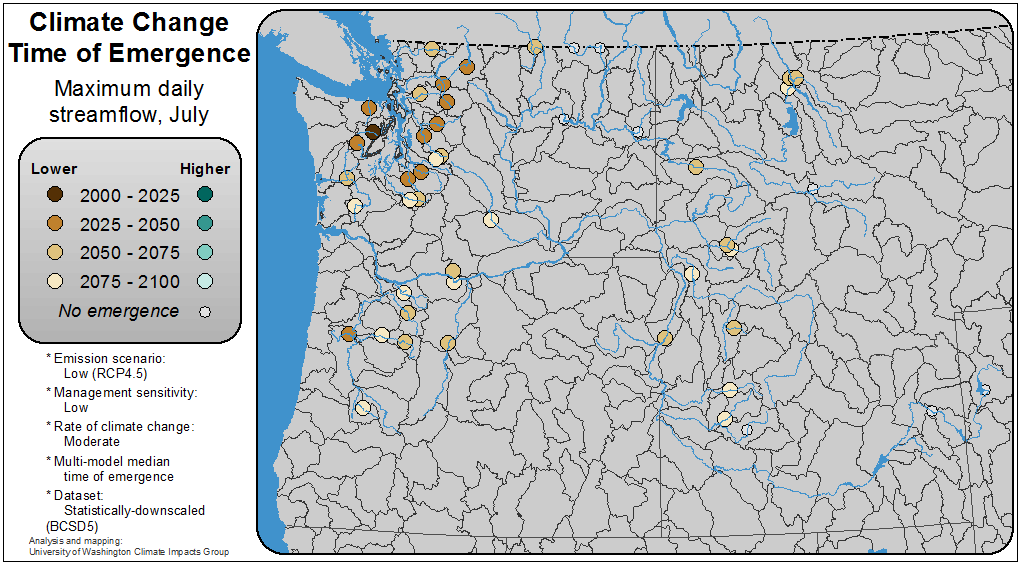 Climate Change
Time of Emergence
Maximum daily
streamflow, July
Lower Higher
2000 - 2025
2025 - 2050
2050 - 2075
2075 - 2100
No emergence
* Emission scenario:
Low (RCP4.5)
* Management sensitivity:
Low
* Rate of climate change:
Moderate
* Multi-model median
time of emergence
* Dataset:
Statistically-downscaled
(BCSD5)
Analysis and mapping:
University of Washington Climate Impacts Group